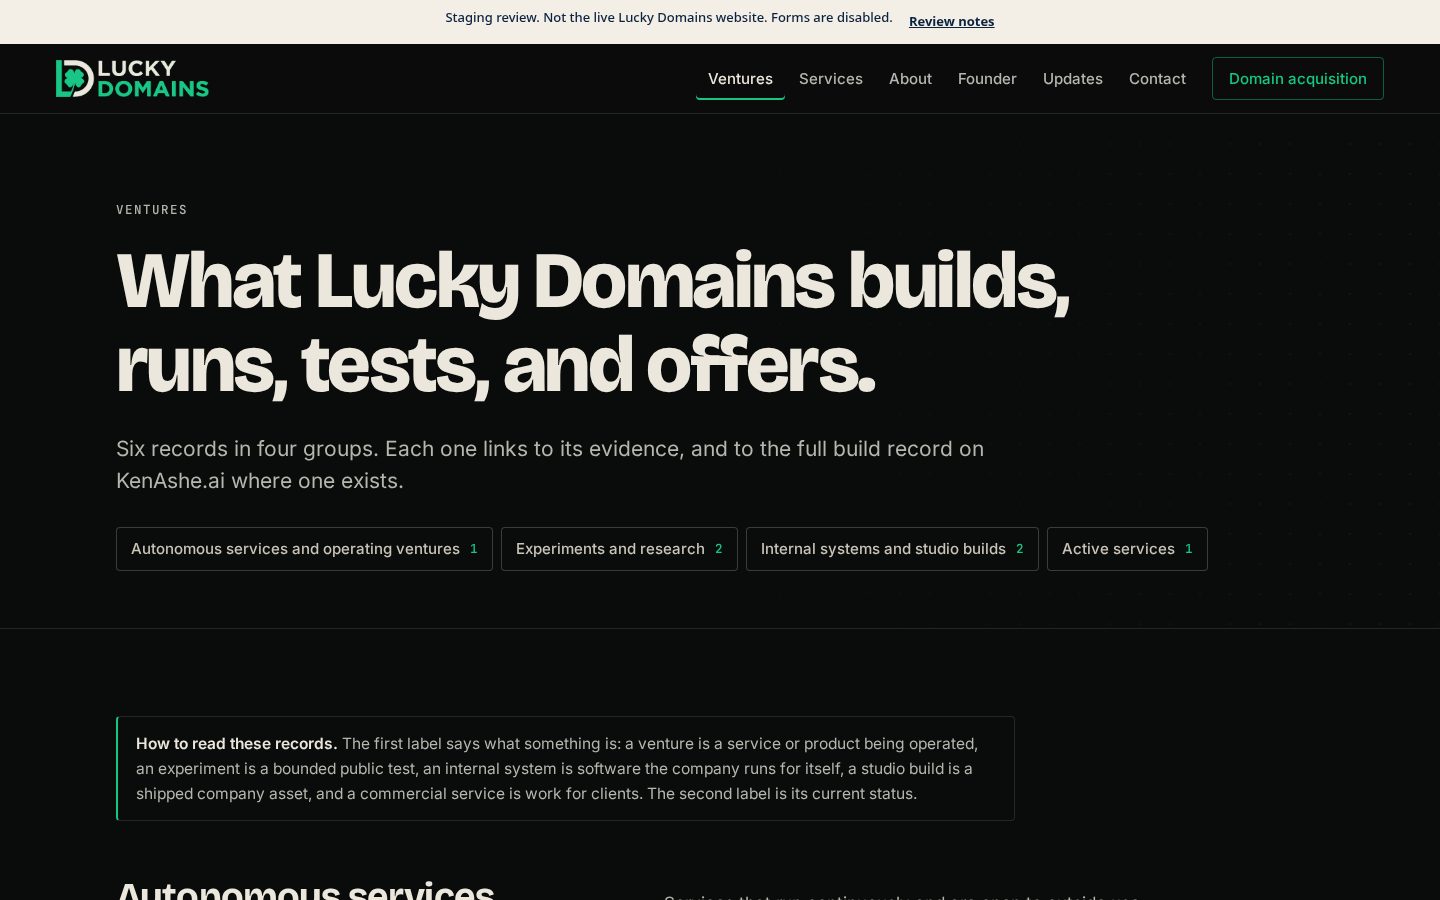 Staging review. Not the live Lucky Domains website. Forms are disabled. Review notes
LUCKY
DOMAINS
Ventures Services About Founder Updates Contact Domain acquisition
VENTURES
What Lucky Domains builds,
runs, tests, and offers.
Six records in four groups. Each one links to its evidence, and to the full build record on
KenAshe.ai where one exists.
Autonomous services and operating ventures 1 Experiments and research 2 Internal systems and studio builds 2 Active services 1
How to read these records. The first label says what something is: a venture is a service or product being operated,
an experiment is a bounded public test, an internal system is software the company runs for itself, a studio build is a
shipped company asset, and a commercial service is work for clients. The second label is its current status.
Autonomous services